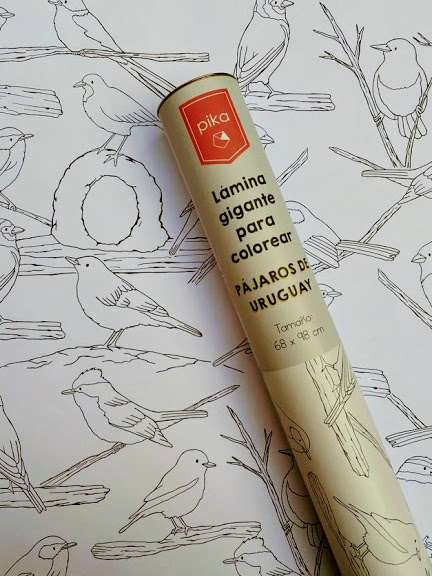 pika
Lámina
gigante
para
colorear
PÁJAROS DE
URUGUAY
Tamaño:
68 x 98 cm